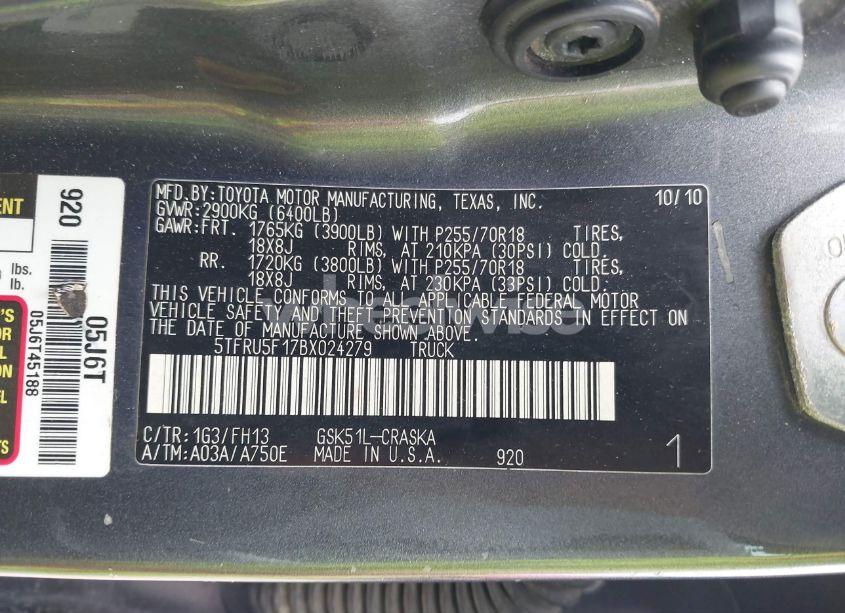 MFD.BY:TOYOTA MOTOR MANUFACTURING, TEXAS, INC. 10/10
GVWR:2900KG (6400LB)
GAWR:FRT. 1765KG (3900LB) WITH P255/70R18 TIRES,
18X8J RIMS, AT 210KPA (30PSI) COLD.
RR. 1720KG (3800LB) WITH P255/70R18 TIRES,
18X8J RIMS, AT 230KPA (33PSI) COLD.
THIS VEHICLE CONFORMS TO ALL APPLICABLE FEDERAL MOTOR
VEHICLE SAFETY AND THEFT PREVENTION STANDARDS IN EFFECT ON
THE DATE OF MANUFACTURE SHOWN ABOVE.
5TFRU5F17BX024279 TRUCK
C/TR:1G3/FH13 GSK51L-CRASKA
A/TM:A03A/A750E MADE IN U.S.A. 920 1
920
05J6T
05J6T45188
lbs.
lb.